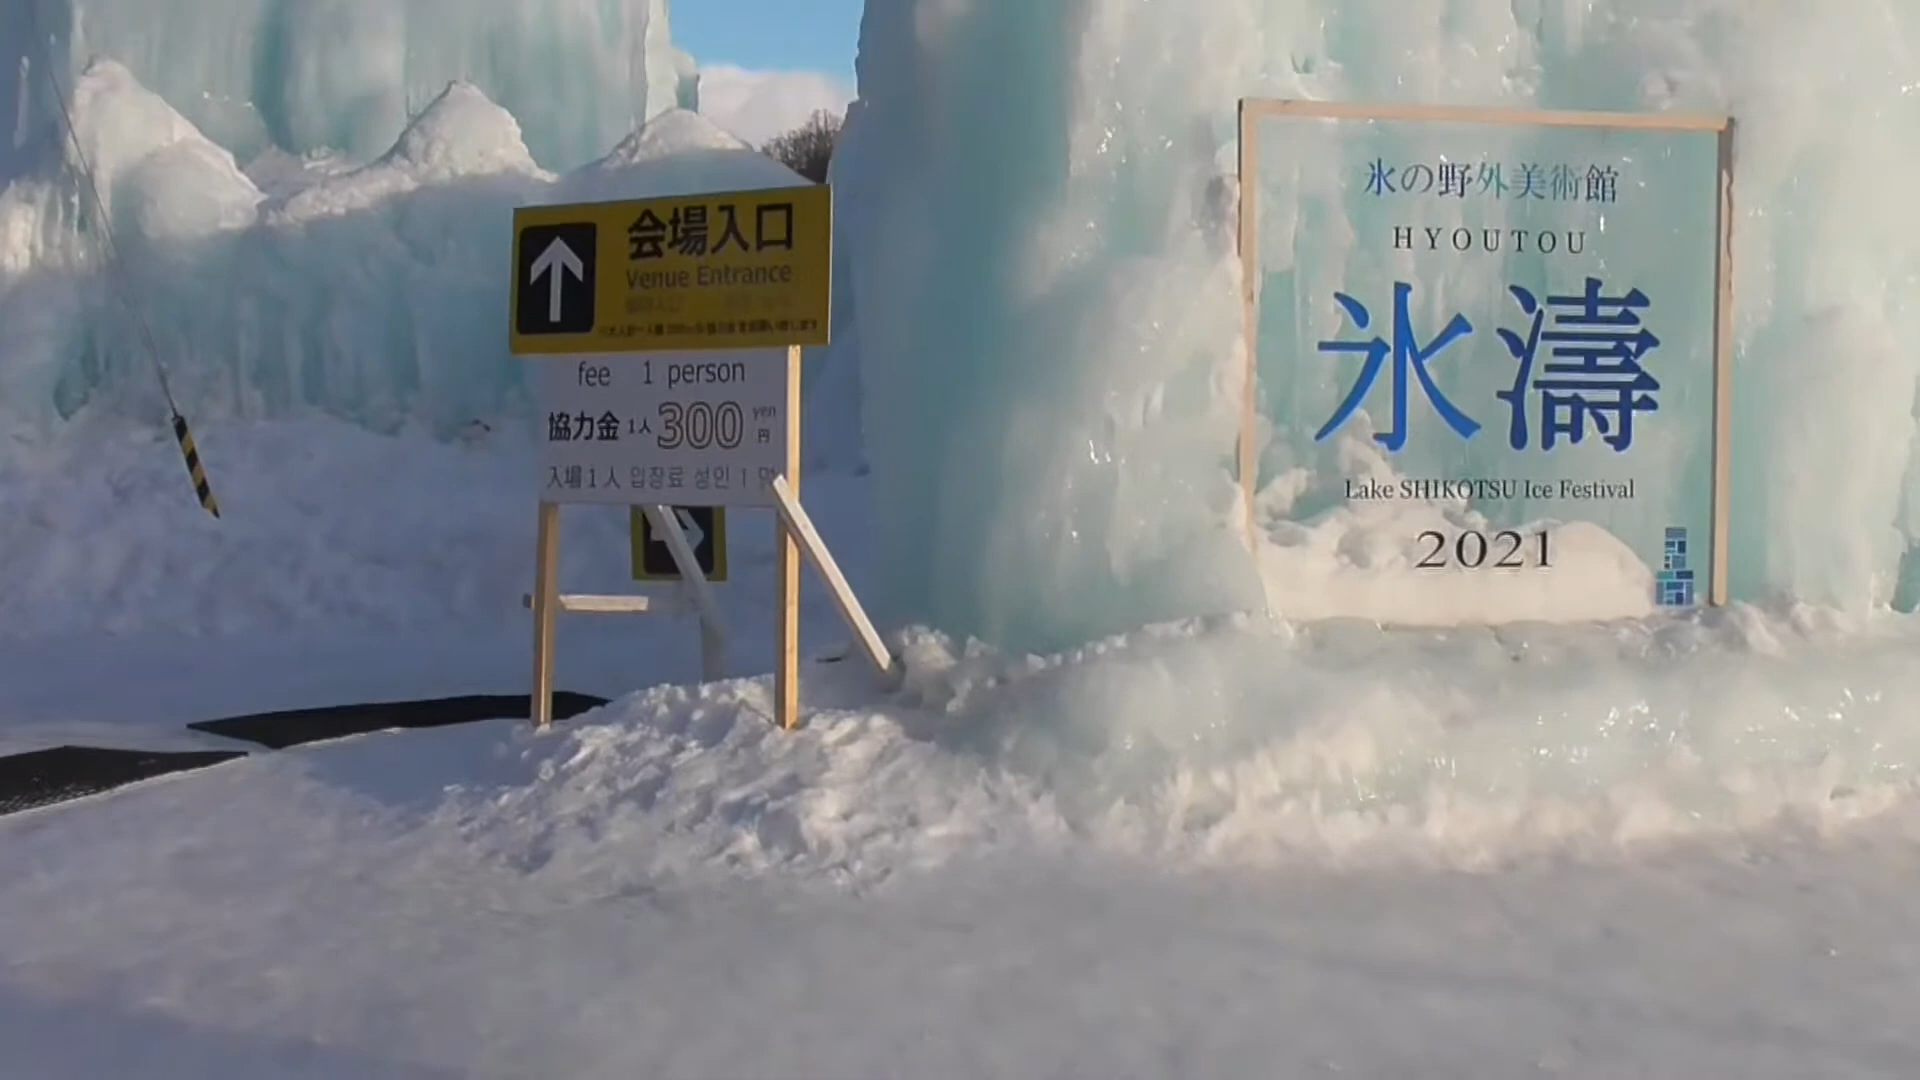 会場入口
Venue Entrance
fee 1 person
協力金 1人 300 yen 円
入場1人 입장료 성인 1 명
氷の野外美術館
HYOUTOU
氷濤
Lake SHIKOTSU Ice Festival
2021